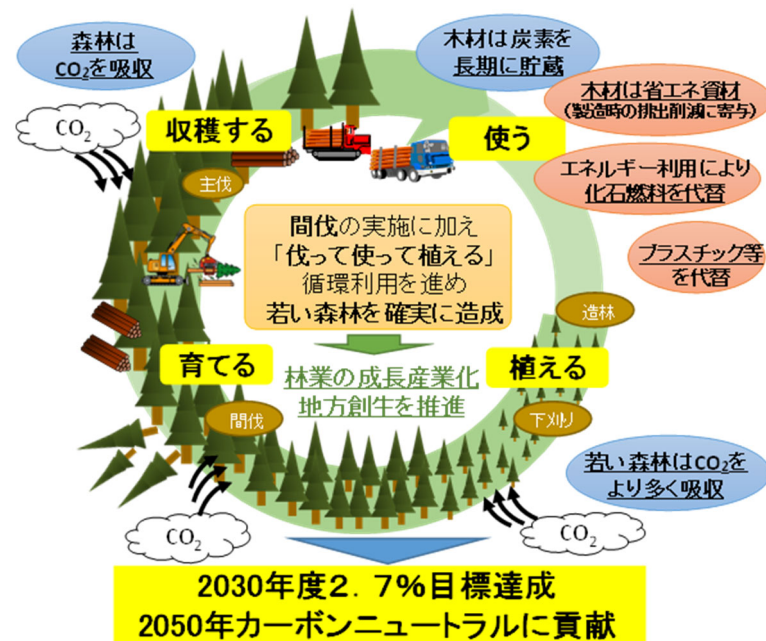 森林は
CO₂を吸収
木材は炭素を
長期に貯蔵
木材は省エネ資材
(製造時の排出削減に寄与)
CO₂
収穫する
使う
エネルギー利用により
化石燃料を代替
主伐
間伐の実施に加え
「伐って使って植える」
循環利用を進め
若い森林を確実に造成
プラスチック等
を代替
造林
育てる
植える
林業の成長産業化
地方創生を推進
間伐
下刈り
若い森林はCO₂を
より多く吸収
CO₂
CO₂
2030年度2.7%目標達成
2050年カーボンニュートラルに貢献